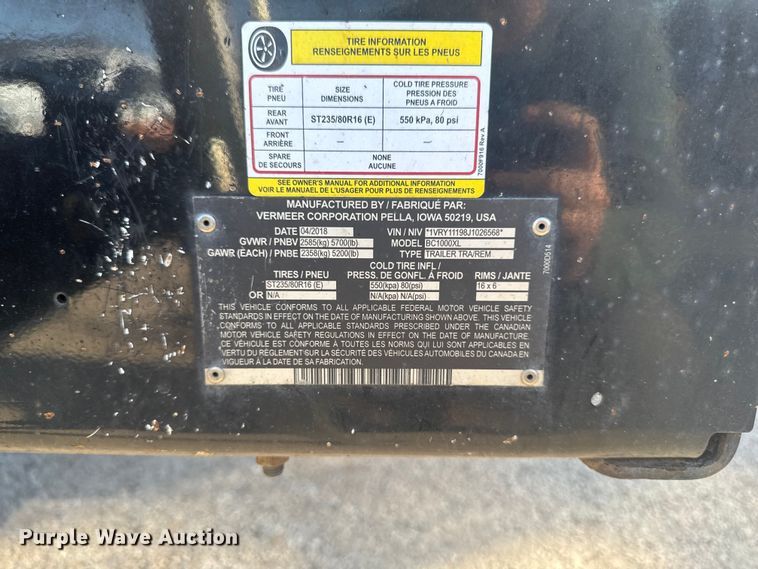 TIRE INFORMATION
RENSEIGNEMENTS SUR LES PNEUS
TIRE
PNEU
SIZE
DIMENSIONS
COLD TIRE PRESSURE
PRESSION DES
PNEUS A FROID
REAR
AVANT
ST235/80R16 (E)
550 kPa, 80 psi
FRONT
ARRIÈRE
—
—
SPARE
DE SECOURS
NONE
AUCUNE
SEE OWNER'S MANUAL FOR ADDITIONAL INFORMATION
VOIR LE MANUEL DE L'USAGER POUR PLUS DE RENSEIGNEMENTS
7000F916 Rev A
MANUFACTURED BY / FABRIQUÉ PAR:
VERMEER CORPORATION PELLA, IOWA 50219, USA
DATE 04/2018 VIN / NIV *1VRY11198J1026568*
GVWR / PNBV 2585(kg) 5700(lb) MODEL BC1000XL
GAWR (EACH) / PNBE 2358(kg) 5200(lb) TYPE TRAILER TRA/REM
COLD TIRE INFL /
TIRES / PNEU PRESS. DE GONFL. À FROID RIMS / JANTE
ST235/80R16 (E) 550(kpa) 80(psi) 16 x 6
OR / N/A N/A(kpa) N/A(psi)
7000D514
THIS VEHICLE CONFORMS TO ALL APPLICABLE FEDERAL MOTOR VEHICLE SAFETY
STANDARDS IN EFFECT ON THE DATE OF MANUFACTURING SHOWN ABOVE. THIS VEHICLE
CONFORMS TO ALL APPLICABLE STANDARDS PRESCRIBED UNDER THE CANADIAN
MOTOR VEHICLE SAFETY REGULATIONS IN EFFECT ON THE DATE OF MANUFACTURE.
CE VÉHICULE EST CONFORME À TOUTES LES NORMES QUI LUI SONT APPLICABLES EN
VERTU DU RÈGLEMENT SUR LA SÉCURITÉ DES VÉHICULES AUTOMOBILES DU CANADA EN
VIGUEUR À LA DATE DE SA FABRICATION.
Purple Wave Auction